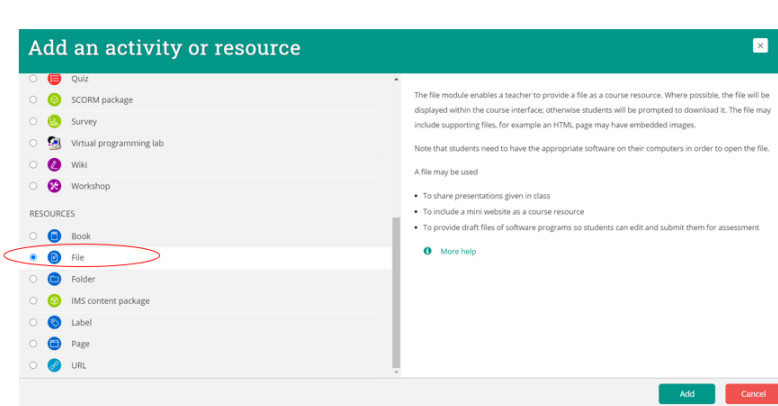 Add an activity or resource
Quiz
SCORM package
Survey
Virtual programming lab
Wiki
Workshop
RESOURCES
Book
File
Folder
IMS content package
Label
Page
URL
The file module enables a teacher to provide a file as a course resource. Where possible, the file will be
displayed within the course interface; otherwise students will be prompted to download it. The file may
include supporting files, for example an HTML page may have embedded images.
Note that students need to have the appropriate software on their computers in order to open the file.
A file may be used
• To share presentations given in class
• To include a mini website as a course resource
• To provide draft files of software programs so students can edit and submit them for assessment
More help
Add
Cancel